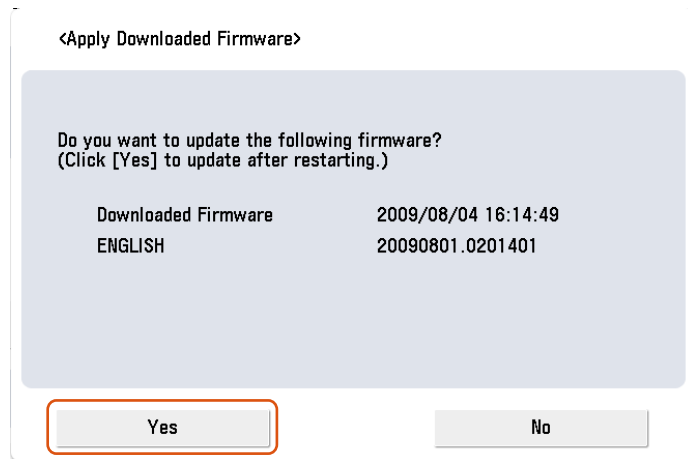 <Apply Downloaded Firmware>
Do you want to update the following firmware?
(Click [Yes] to update after restarting.)
Downloaded Firmware 2009/08/04 16:14:49
ENGLISH 20090801.0201401
Yes No